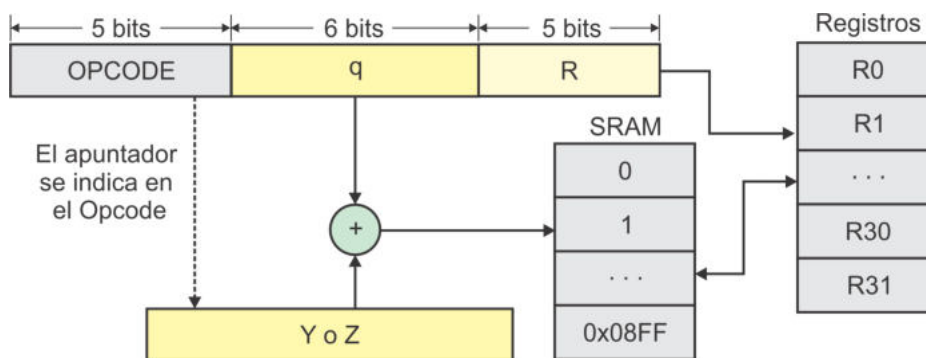 5 bits
6 bits
5 bits
Registros
OPCODE
q
R
R0
SRAM
R1
El apuntador
se indica en
el Opcode
0
. . .
+
1
R30
. . .
R31
Y o Z
0x08FF